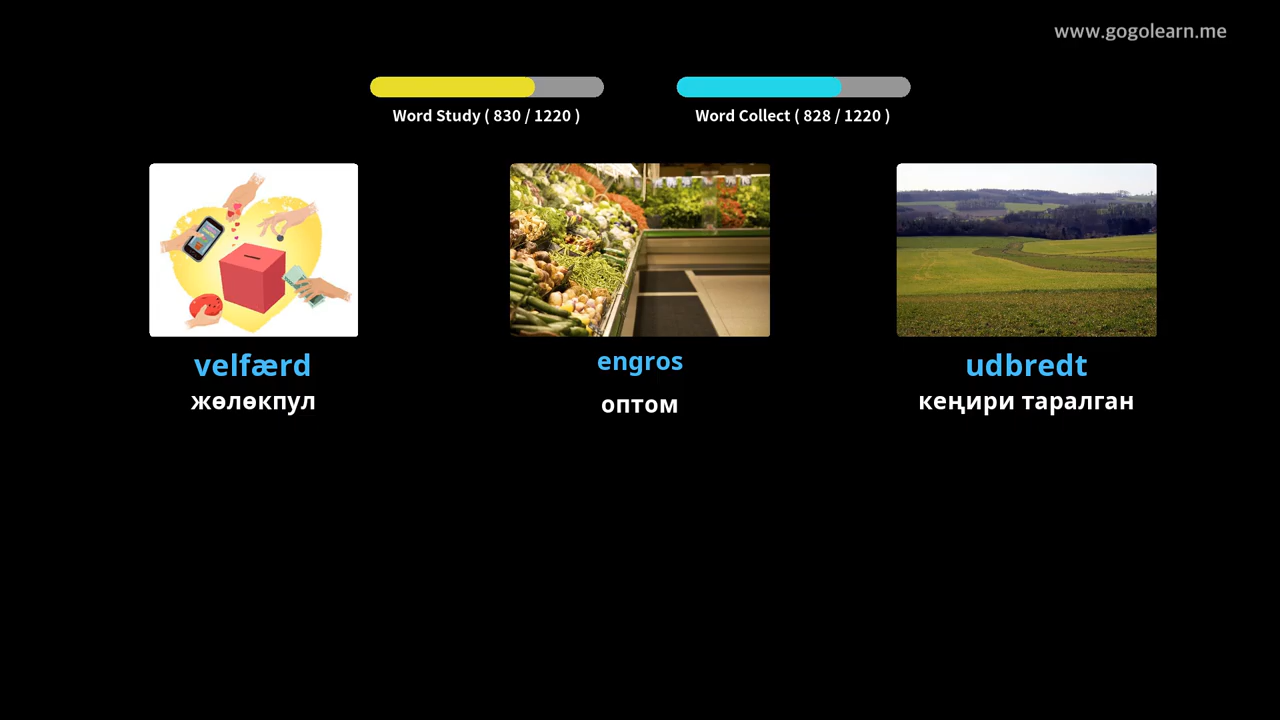 www.gogolearn.me
Word Study ( 830 / 1220 )
Word Collect ( 828 / 1220 )
velfærd
жөлөкпул
engros
оптом
udbredt
кеңири таралган